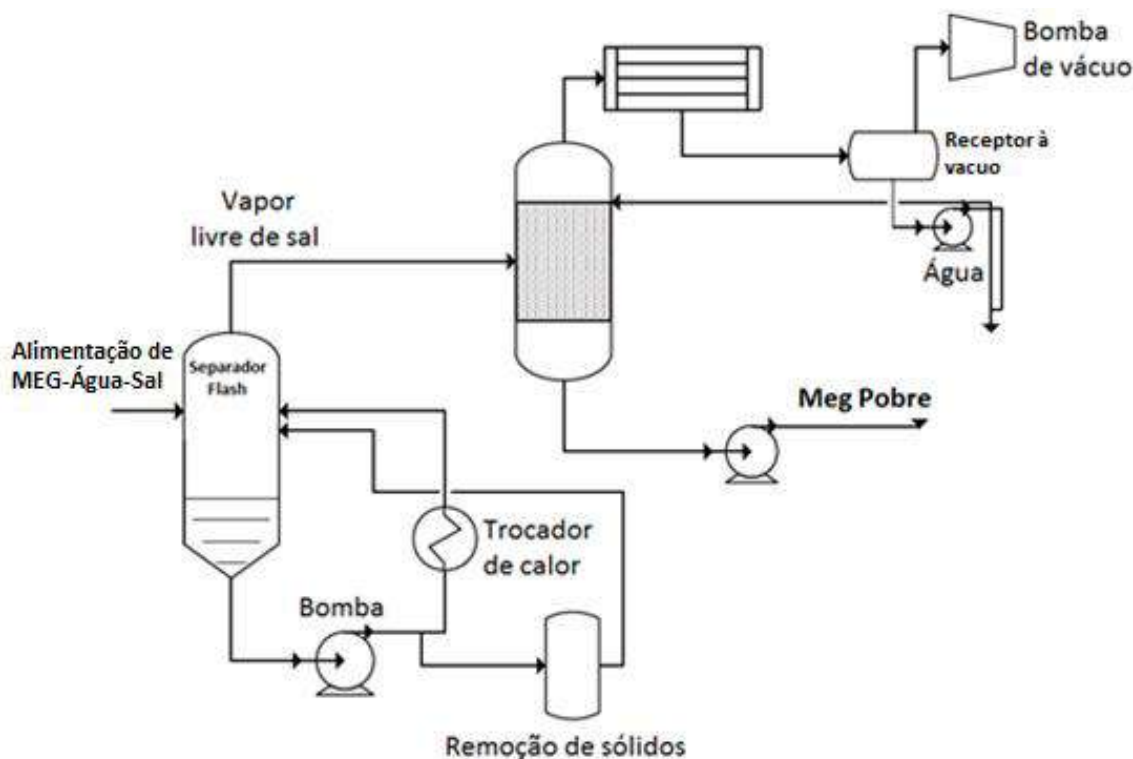 Bomba
de vácuo
Receptor à
vacuo
Água
Vapor
livre de sal
Alimentação de
MEG-Água-Sal
Separador
Flash
Meg Pobre
Trocador
de calor
Bomba
Remoção de sólidos